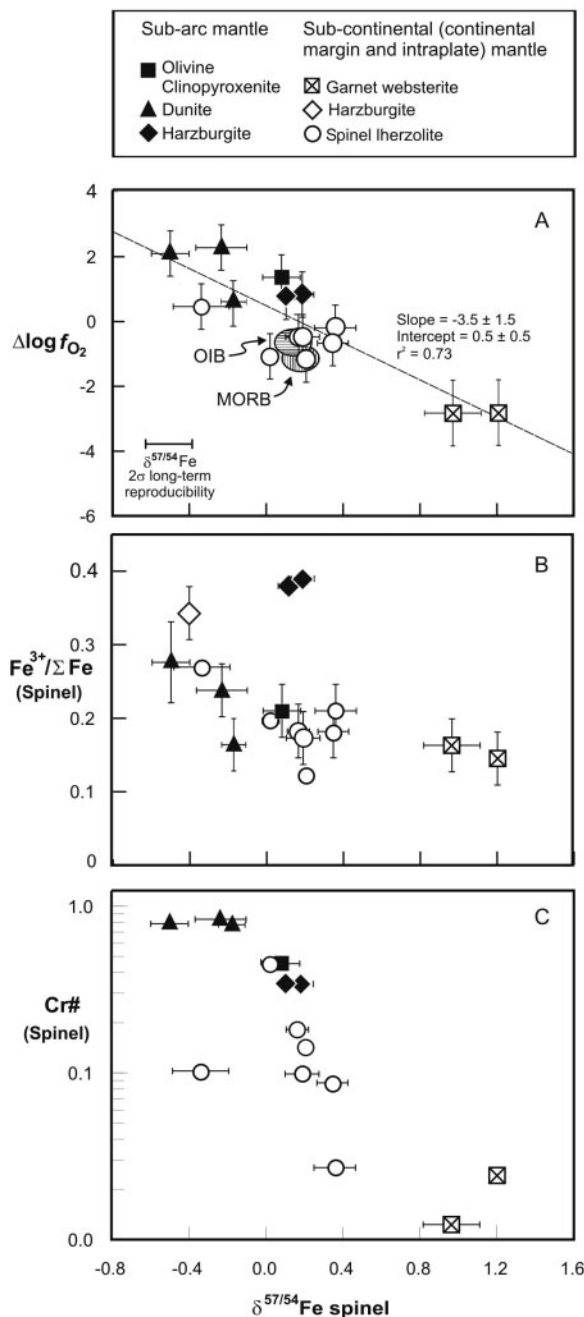 Sub-arc mantle
Olivine
Clinopyroxenite
Dunite
Harzburgite
Sub-continental (continental
margin and intraplate) mantle
Garnet websterite
Harzburgite
Spinel lherzolite
A
4
2
0
-2
-4
-6
Δlog fO₂
OIB
MORB
Slope = -3.5 ± 1.5
Intercept = 0.5 ± 0.5
r² = 0.73
δ⁵⁷/⁵⁴Fe
2σ long-term
reproducibility
B
0.4
0.3
0.2
0.1
0
Fe³⁺/Σ Fe
(Spinel)
C
1.0
0.1
0.0
Cr#
(Spinel)
-0.8 -0.4 0.0 0.4 0.8 1.2 1.6
δ⁵⁷/⁵⁴Fe spinel